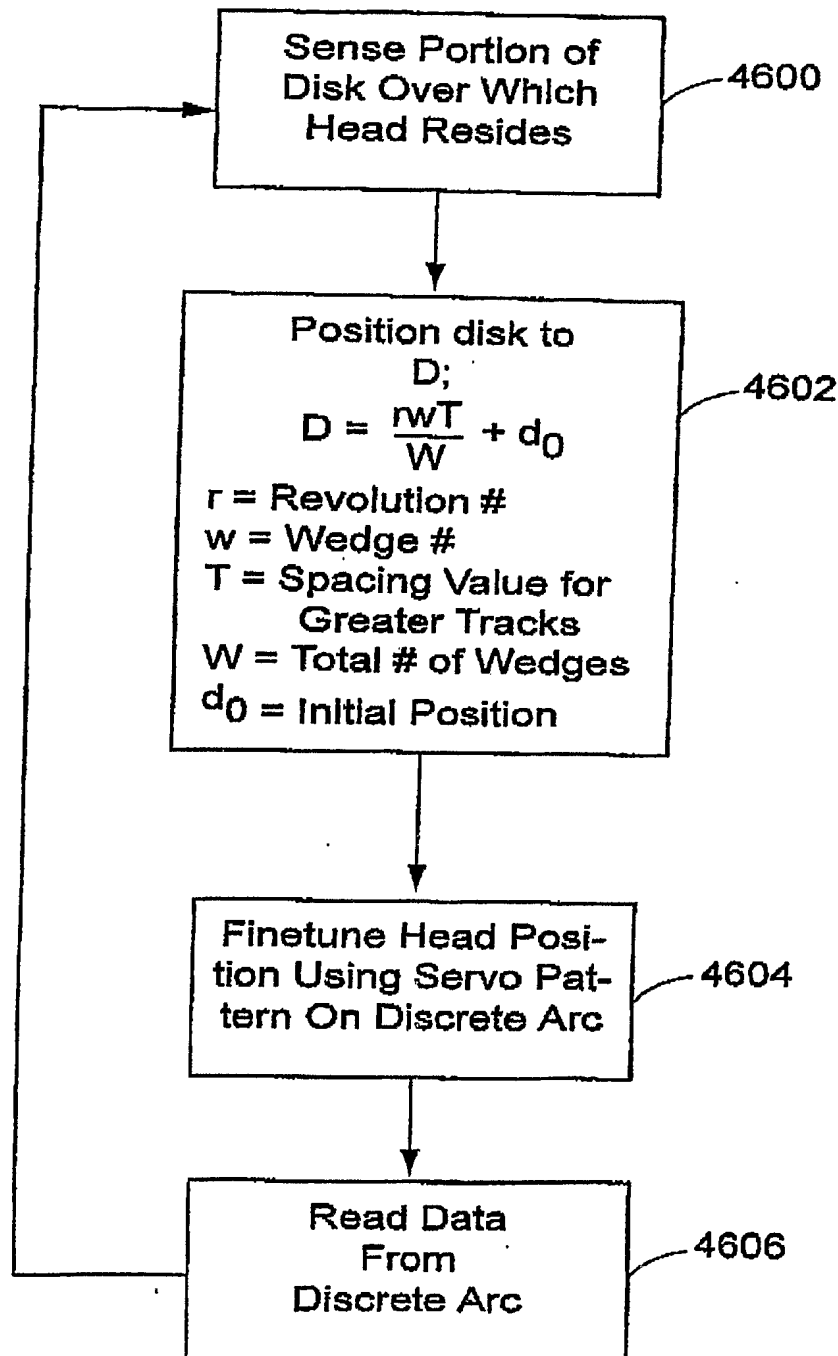 Sense Portion of
Disk Over Which
Head Resides
4600
Position disk to
D;
D = rwT/W + d0
r = Revolution #
w = Wedge #
T = Spacing Value for
Greater Tracks
W = Total # of Wedges
d0 = Initial Position
4602
Finetune Head Posi-
tion Using Servo Pat-
tern On Discrete Arc
4604
Read Data
From
Discrete Arc
4606